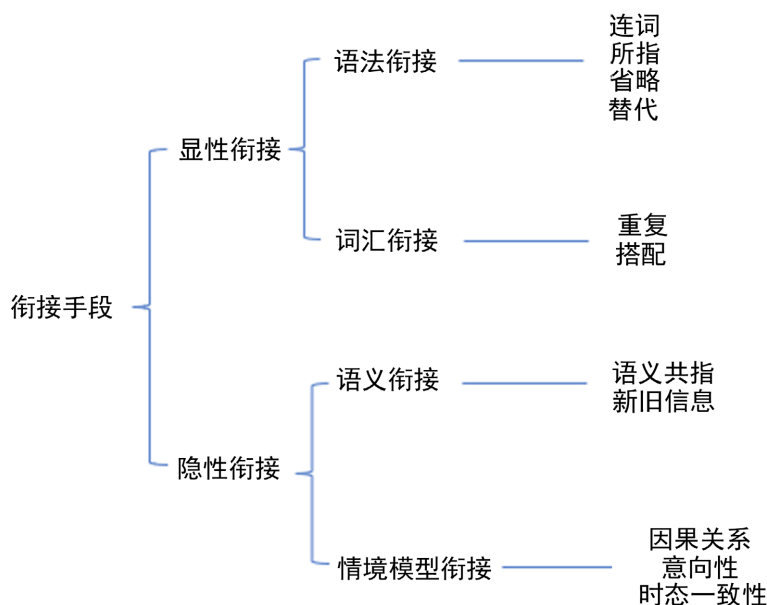 连词
所指
省略
替代
语法衔接
显性衔接
词汇衔接
重复
搭配
衔接手段
语义衔接
语义共指
新旧信息
隐性衔接
情境模型衔接
因果关系
意向性
时态一致性